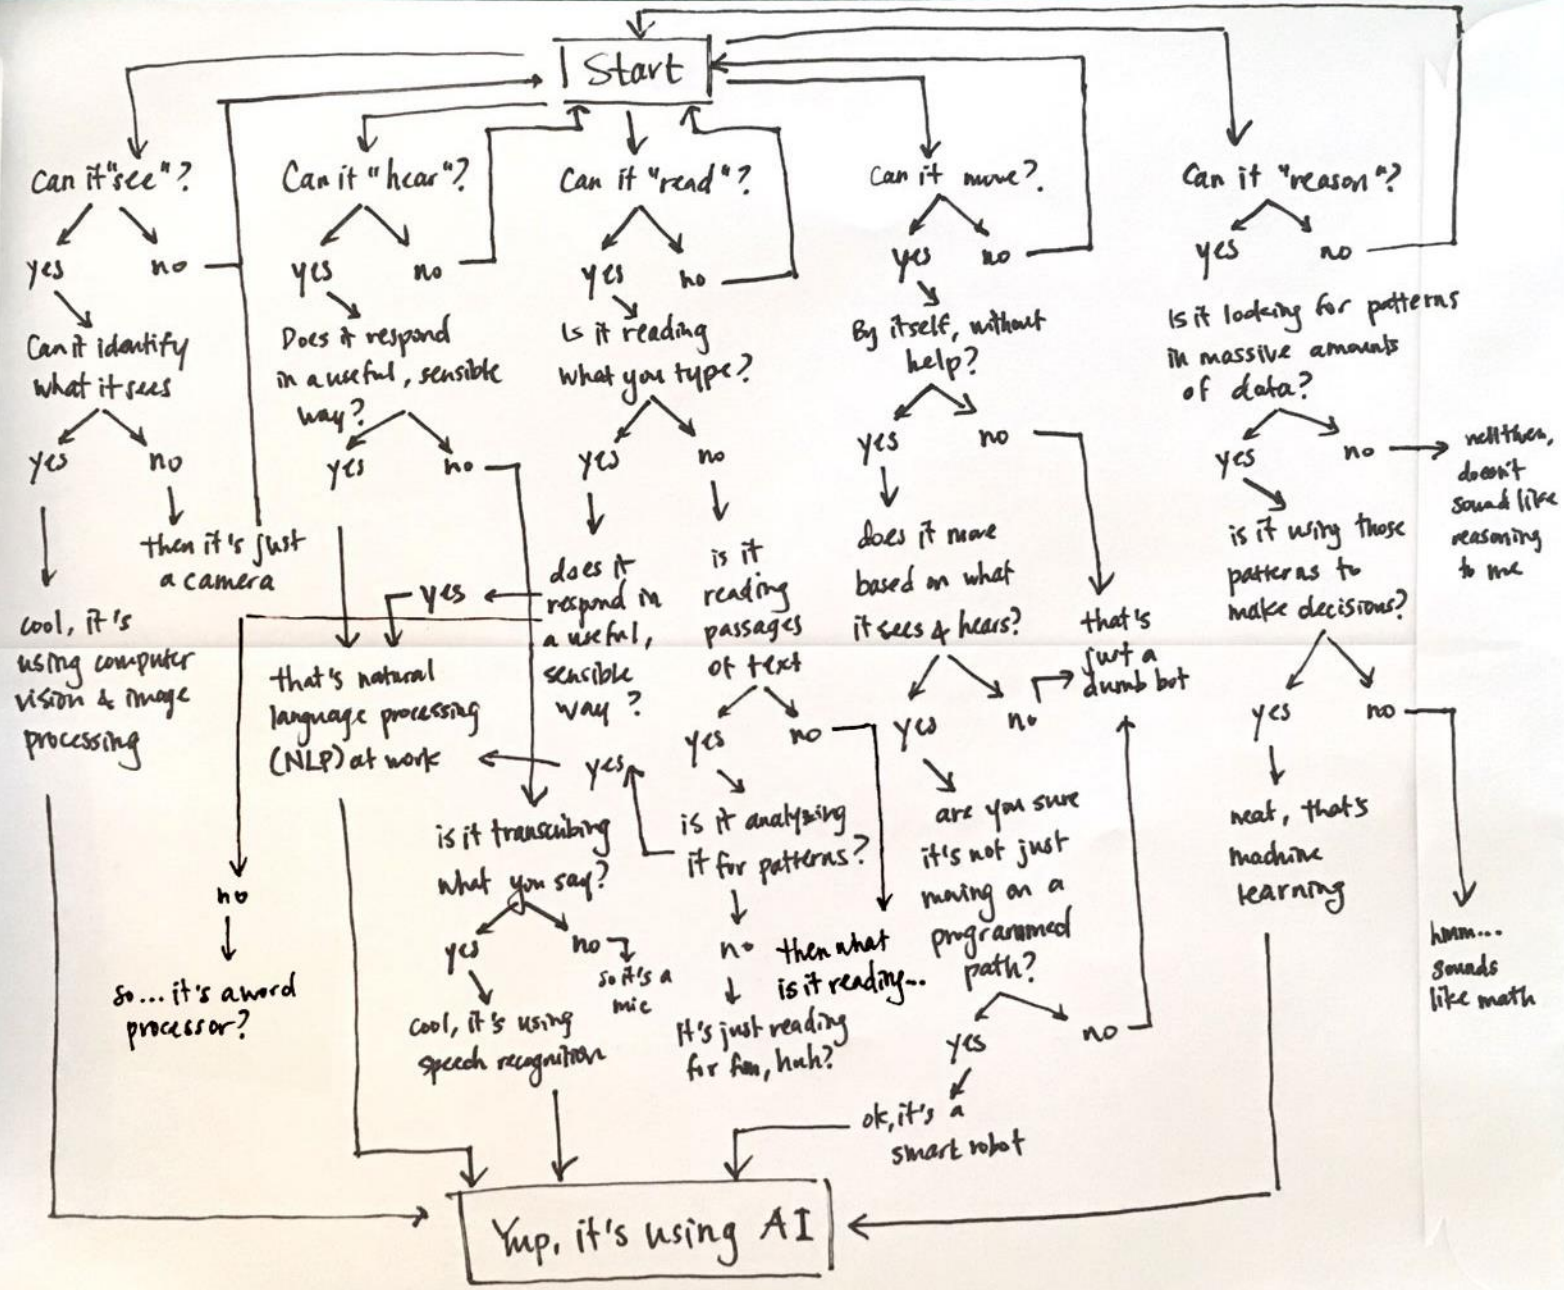 Start
Can it "see"?
yes
no
Can it identify
what it sees
yes
no
then it's just
a camera
cool, it's
using computer
vision & image
processing
Can it "hear"?
yes
no
Does it respond
in a useful, sensible
way?
yes
no
that's natural
language processing
(NLP) at work
is it transcribing
what you say?
yes
no
so it's a
mic
cool, it's using
speech recognition
Can it "read"?
yes
no
Is it reading
what you type?
yes
no
does it
respond in
a useful,
sensible
way?
yes
no
so... it's a word
processor?
is it
reading
passages
of text
yes
no
is it analyzing
it for patterns?
yes
no
It's just reading
for fun, huh?
then what
is it reading...
Can it move?
yes
no
By itself, without
help?
yes
no
does it move
based on what
it sees & hears?
yes
no
that's
just a
dumb bot
are you sure
it's not just
moving on a
programmed
path?
yes
no
ok, it's a
smart robot
Can it "reason"?
yes
no
Is it looking for patterns
in massive amounts
of data?
yes
no
well then,
doesn't
sound like
reasoning
to me
is it using those
patterns to
make decisions?
yes
no
neat, that's
machine
learning
hmm...
sounds
like math
Yup, it's using AI